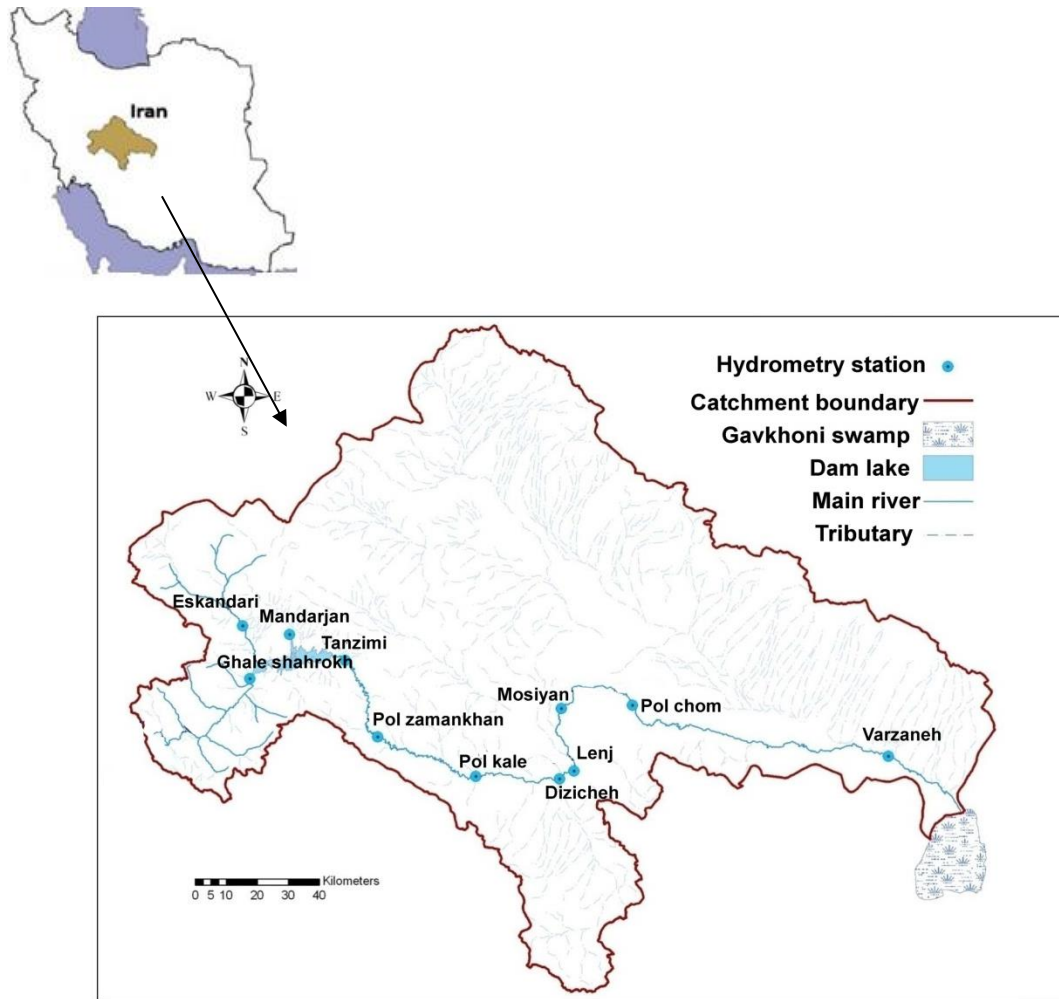 Iran
N
W
E
S
Hydrometry station
Catchment boundary
Gavkhoni swamp
Dam lake
Main river
Tributary
Eskandari
Mandarjan
Tanzimi
Ghale shahrokh
Mosiyan
Pol chom
Pol zamankhan
Varzaneh
Pol kale
Lenj
Dizicheh
Kilometers
0 5 10 20 30 40